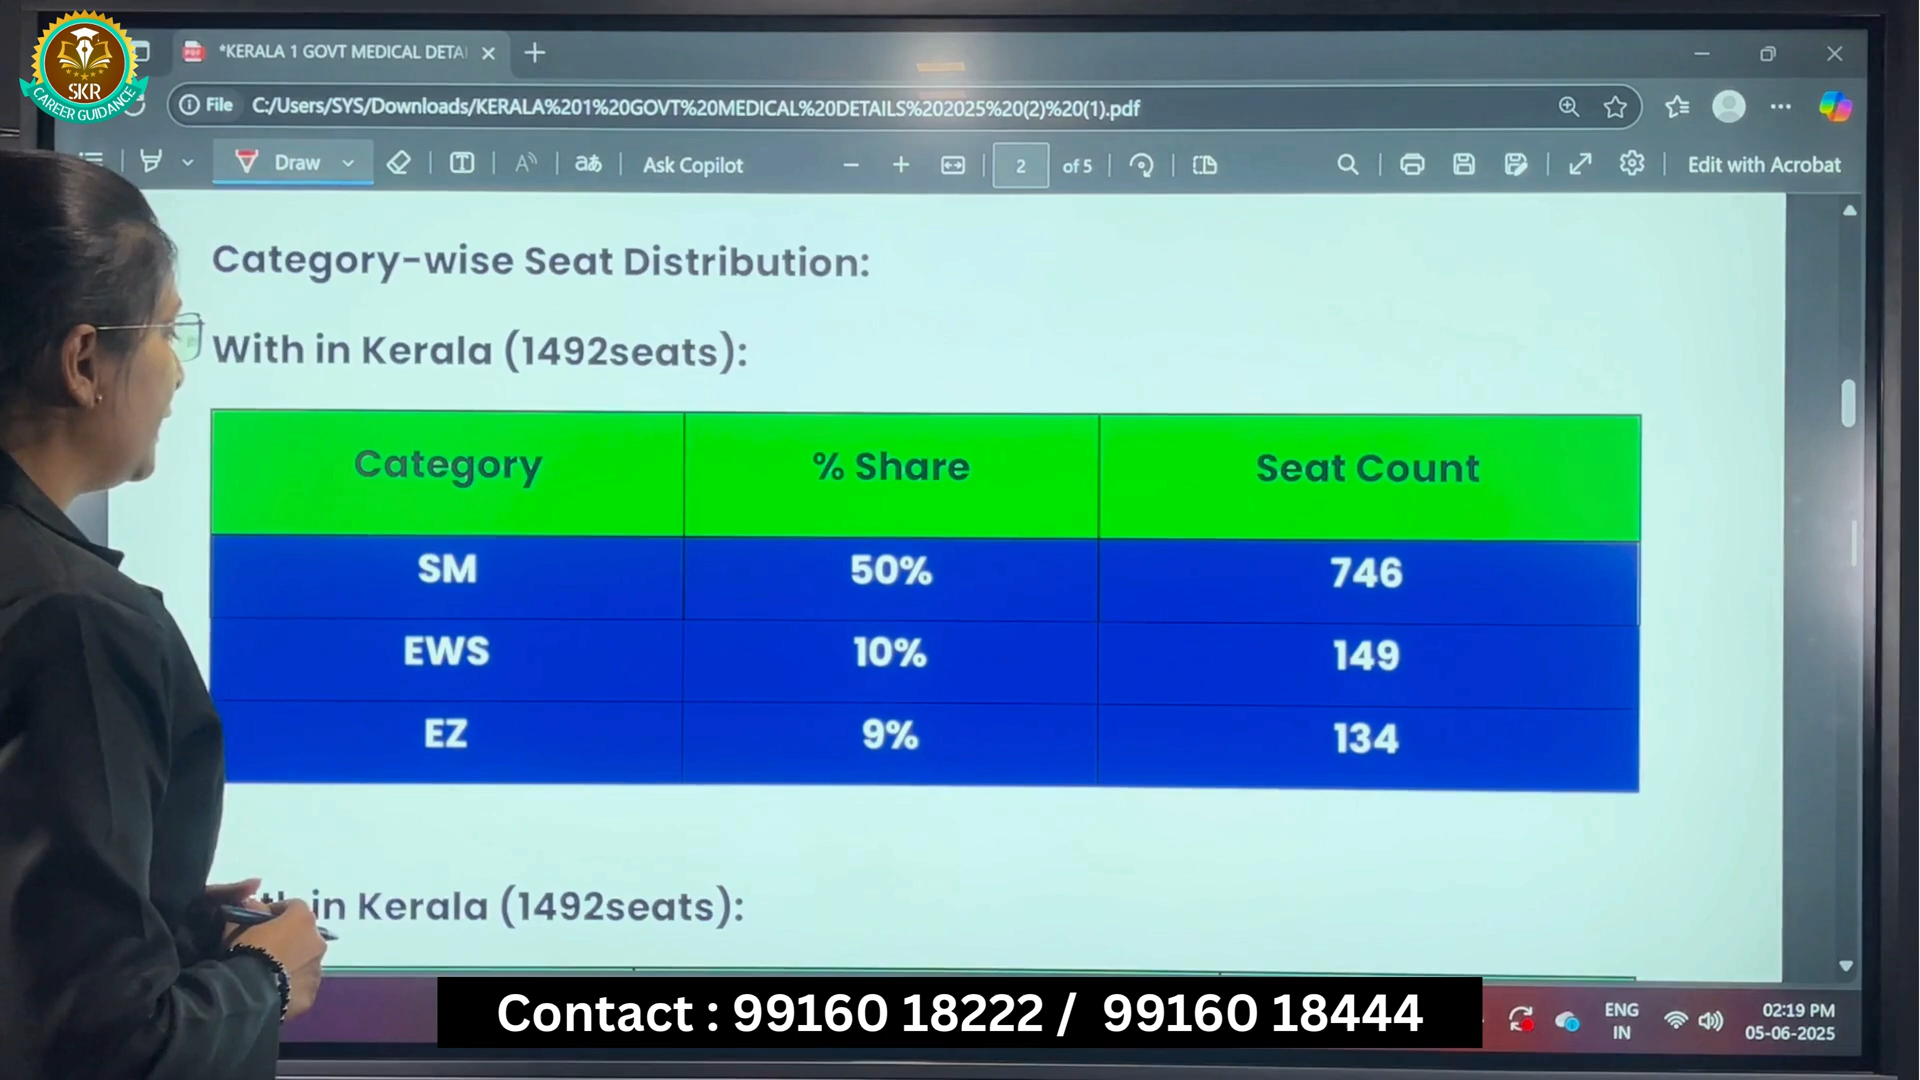 *KERALA 1 GOVT MEDICAL DETA
SKR
CAREER GUIDANCE
File C:/Users/SYS/Downloads/KERALA%201%20GOVT%20MEDICAL%20DETAILS%202025%20(2)%20(1).pdf
Draw Ask Copilot 2 of 5 Edit with Acrobat
Category-wise Seat Distribution:
With in Kerala (1492seats):
Category % Share Seat Count
SM 50% 746
EWS 10% 149
EZ 9% 134
in Kerala (1492seats):
Contact : 99160 18222 / 99160 18444
ENG 02:19 PM
IN 05-06-2025